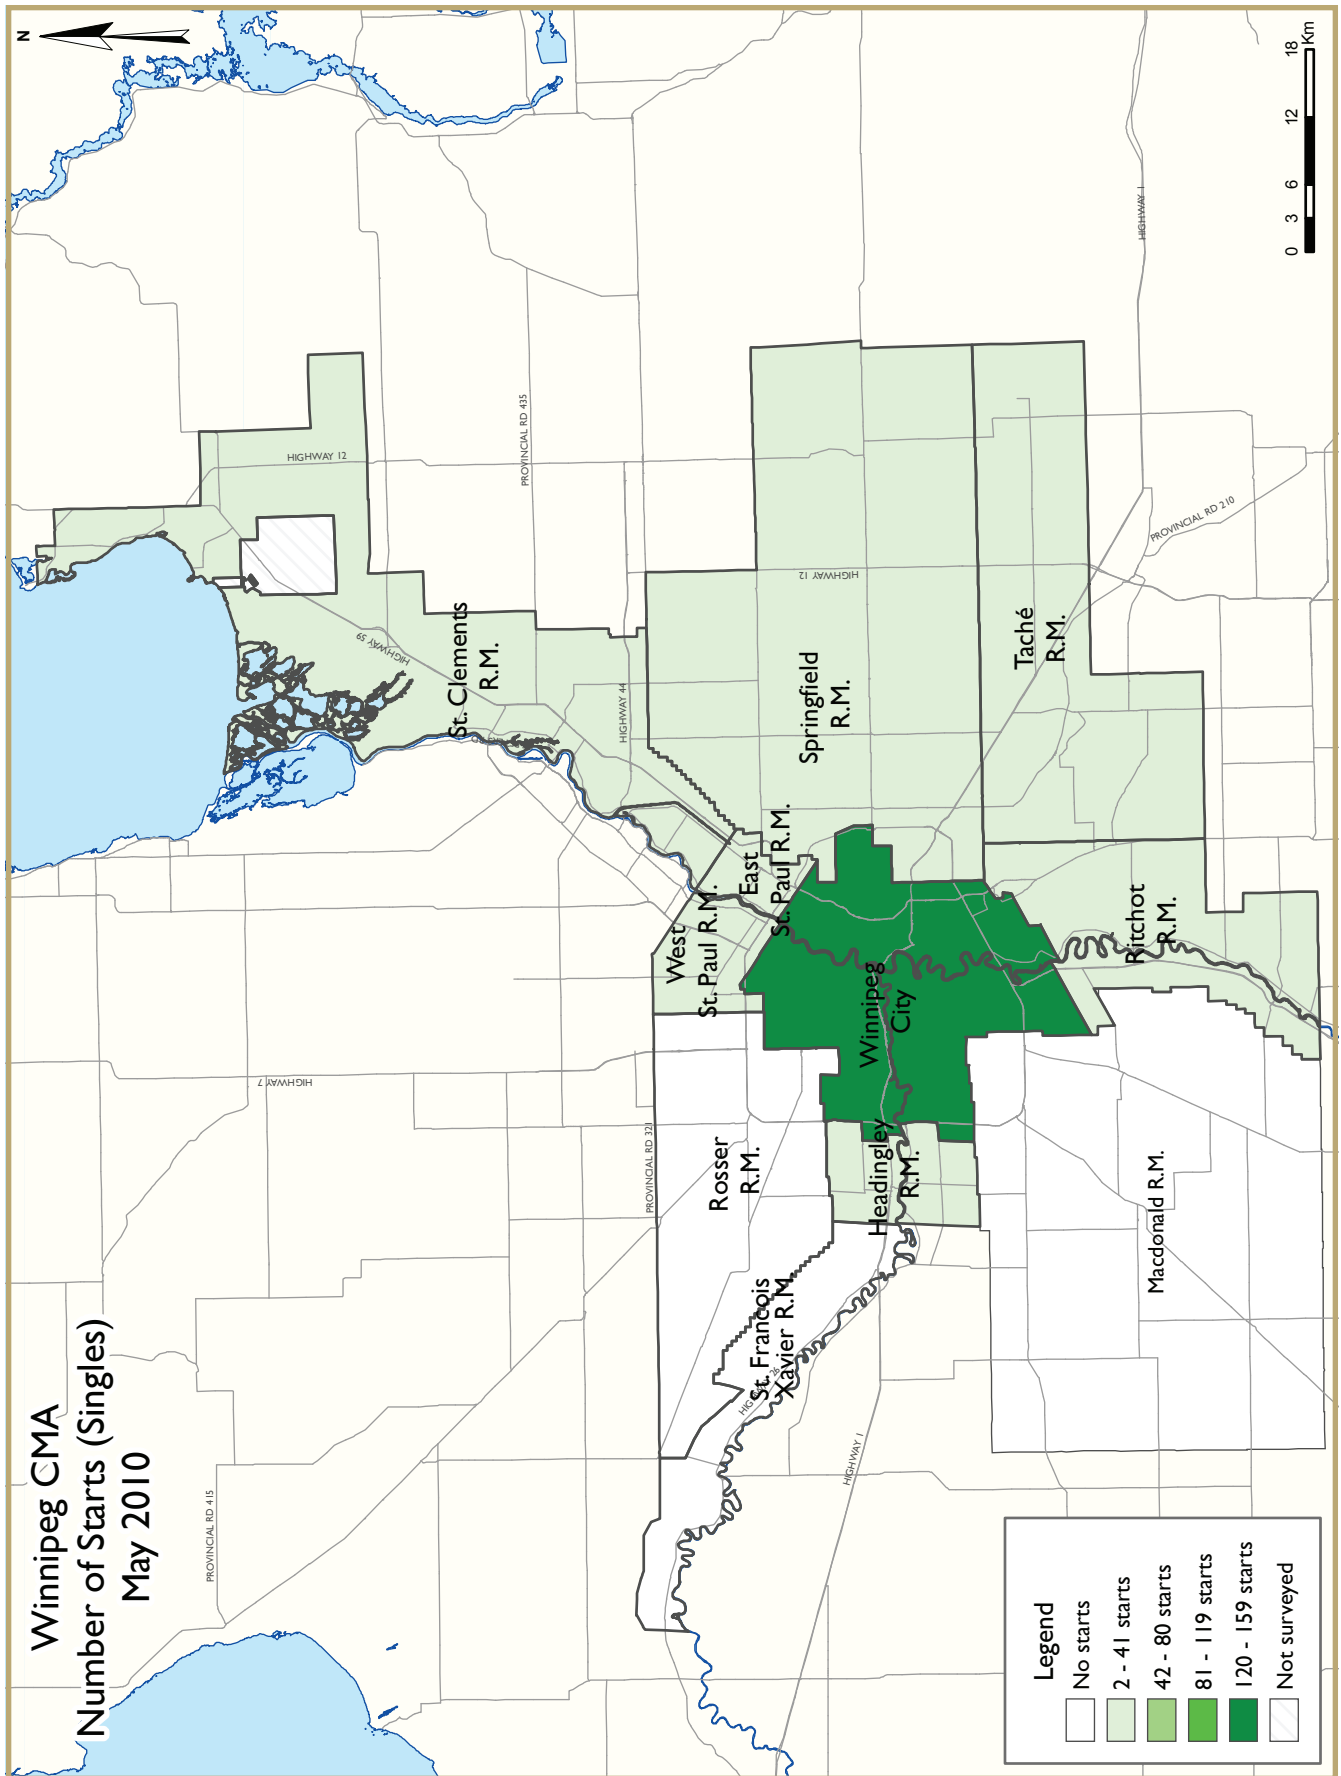 Winnipeg CMA
Number of Starts (Singles)
May 2010
N
PROVINCIAL RD 415
HIGHWAY 7
PROVINCIAL RD 321
HIGHWAY 12
PROVINCIAL RD 435
HIGHWAY 59
St. Clements
R.M.
HIGHWAY 44
West
St. Paul R.M.
East
St. Paul R.M.
Springfield
R.M.
HIGHWAY 12
Rosser
R.M.
St. Francois
Xavier R.M.
26
Winnipeg
City
Headingley
R.M.
HIGHWAY 1
Taché
R.M.
Ritchot
R.M.
Macdonald R.M.
HIGHWAY 1
PROVINCIAL RD 210
Legend
No starts
2 - 41 starts
42 - 80 starts
81 - 119 starts
120 - 159 starts
Not surveyed
0 3 6 12 18
Km